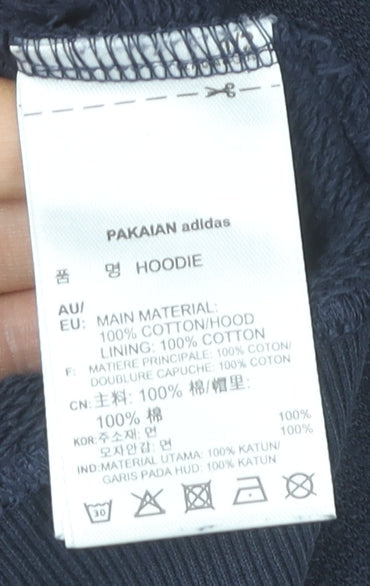 PAKAIAN adidas
품 명 HOODIE
AU/
EU: MAIN MATERIAL:
100% COTTON/HOOD
LINING: 100% COTTON
F: MATIERE PRINCIPALE: 100% COTON/
DOUBLURE CAPUCHE: 100% COTON
CN: 主料: 100% 棉/帽里:
100% 棉
KOR: 주소재: 면 100%
모자안감: 면 100%
IND: MATERIAL UTAMA: 100% KATUN/
GARIS PADA HUD: 100% KATUN
30